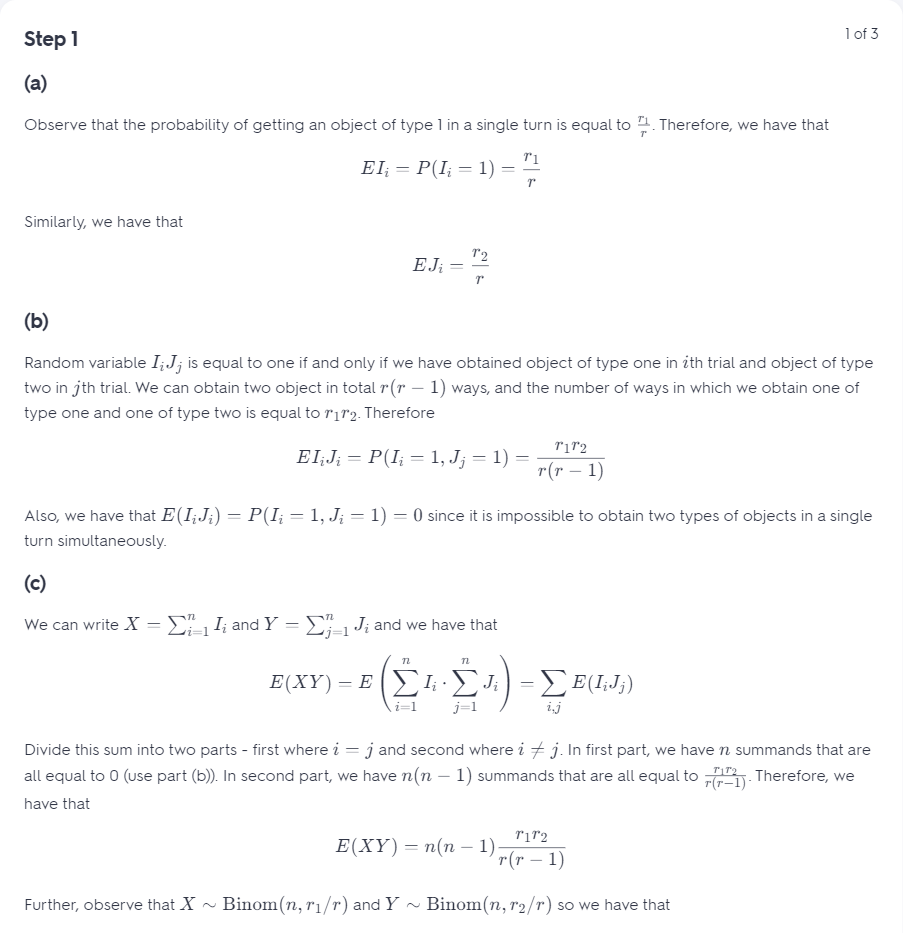 Step 1
1 of 3
(a)
Observe that the probability of getting an object of type 1 in a single turn is equal to $\frac{r_1}{r}$. Therefore, we have that
$EI_i = P(I_i = 1) = \frac{r_1}{r}$
Similarly, we have that
$EJ_i = \frac{r_2}{r}$
(b)
Random variable $I_iJ_j$ is equal to one if and only if we have obtained object of type one in $i$th trial and object of type
two in $j$th trial. We can obtain two object in total $r(r-1)$ ways, and the number of ways in which we obtain one of
type one and one of type two is equal to $r_1r_2$. Therefore
$EI_iJ_i = P(I_i = 1, J_j = 1) = \frac{r_1r_2}{r(r-1)}$
Also, we have that $E(I_iJ_i) = P(I_i = 1, J_i = 1) = 0$ since it is impossible to obtain two types of objects in a single
turn simultaneously.
(c)
We can write $X = \sum_{i=1}^{n} I_i$ and $Y = \sum_{j=1}^{n} J_i$ and we have that
$E(XY) = E\left(\sum_{i=1}^{n} I_i \cdot \sum_{j=1}^{n} J_i\right) = \sum_{i,j} E(I_iJ_j)$
Divide this sum into two parts - first where $i = j$ and second where $i \neq j$. In first part, we have $n$ summands that are
all equal to 0 (use part (b)). In second part, we have $n(n-1)$ summands that are all equal to $\frac{r_1r_2}{r(r-1)}$. Therefore, we
have that
$E(XY) = n(n-1)\frac{r_1r_2}{r(r-1)}$
Further, observe that $X \sim \text{Binom}(n, r_1/r)$ and $Y \sim \text{Binom}(n, r_2/r)$ so we have that